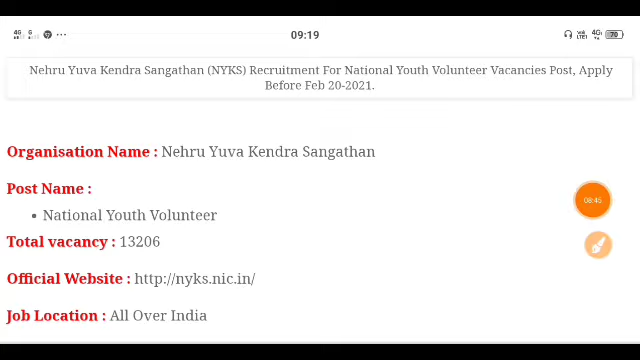 09:19
70
Nehru Yuva Kendra Sangathan (NYKS) Recruitment For National Youth Volunteer Vacancies Post, Apply
Before Feb 20-2021.
Organisation Name : Nehru Yuva Kendra Sangathan
Post Name :
• National Youth Volunteer
08:45
Total vacancy : 13206
Official Website : http://nyks.nic.in/
Job Location : All Over India